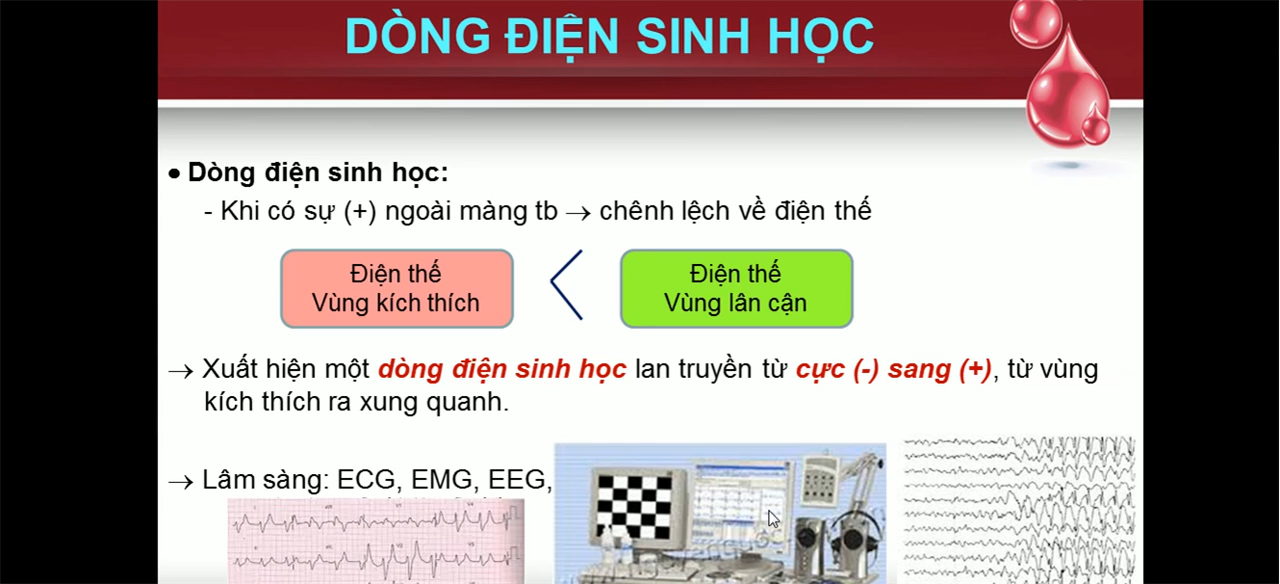 DÒNG ĐIỆN SINH HỌC
• Dòng điện sinh học:
- Khi có sự (+) ngoài màng tb → chênh lệch về điện thế
Điện thế
Vùng kích thích
Điện thế
Vùng lân cận
→ Xuất hiện một dòng điện sinh học lan truyền từ cực (-) sang (+), từ vùng
kích thích ra xung quanh.
→ Lâm sàng: ECG, EMG, EEG,